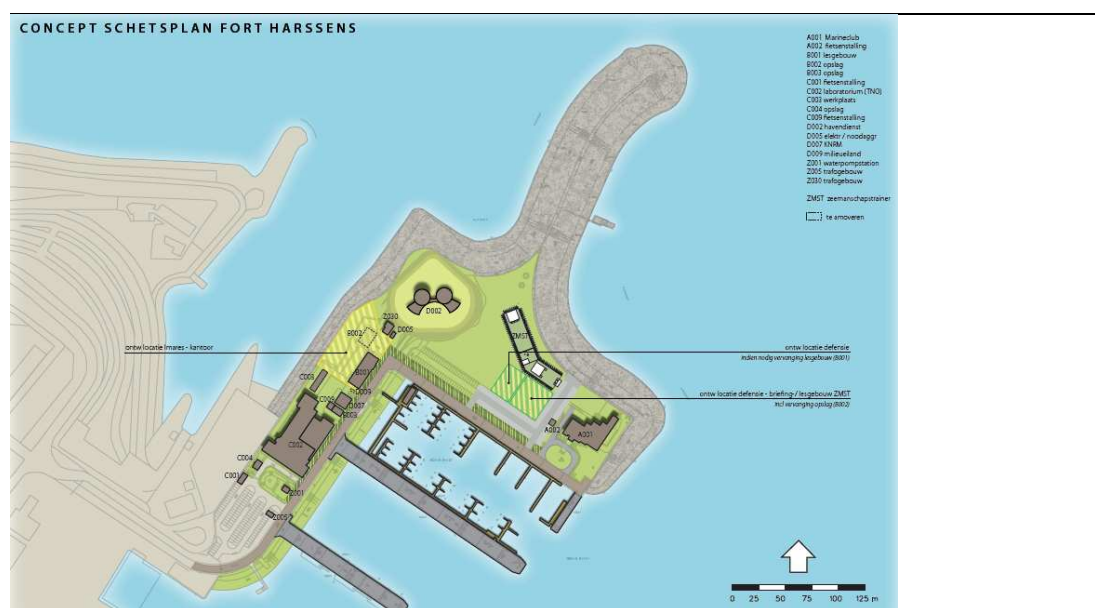 CONCEPT SCHETSPLAN FORT HARSSENS
A001 Marineclub
A002 fietsenstalling
B001 lesgebouw
B002 opslag
B003 opslag
C001 fietsenstalling
C002 laboratorium (TNO)
C003 werkplaats
C004 opslag
C009 fietsenstalling
D002 havendienst
D005 elektr / noodaggr
D007 KNRM
D009 milieueiland
Z001 waterpompstation
Z005 trafogebouw
Z030 trafogebouw
ZMST zeemanschapstrainer
te amoveren
D002
Z030
D005
B002
ZMST
ontw locatie Imares - kantoor
ontw locatie defensie
indien nodig vervanging lesgebouw (B001)
B001
C003
D009
D007
ontw locatie defensie - briefing-/ lesgebouw ZMST
incl vervanging opslag (B002)
C009
B003
A002
A001
C002
C004
C001
Z001
Z005
0 25 50 75 100 125 m